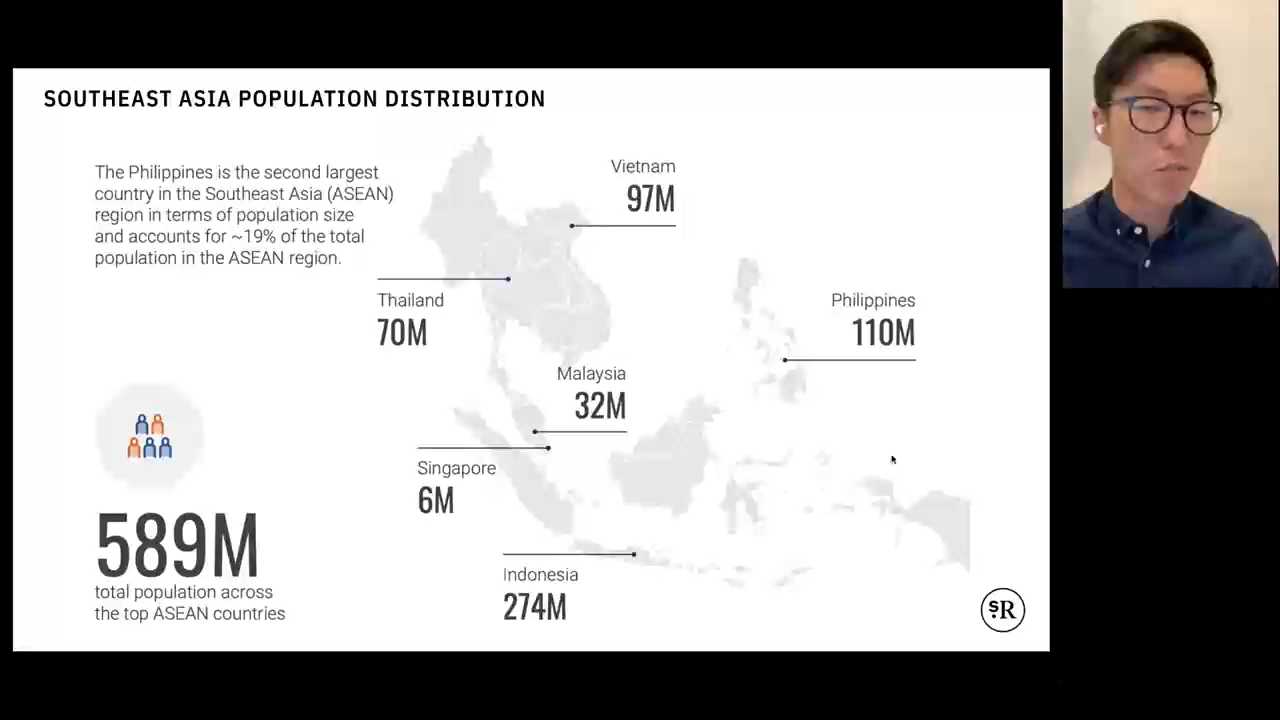 SOUTHEAST ASIA POPULATION DISTRIBUTION
The Philippines is the second largest
country in the Southeast Asia (ASEAN)
region in terms of population size
and accounts for ~19% of the total
population in the ASEAN region.
Vietnam
97M
Thailand
70M
Philippines
110M
Malaysia
32M
Singapore
6M
Indonesia
274M
589M
total population across
the top ASEAN countries
S.R